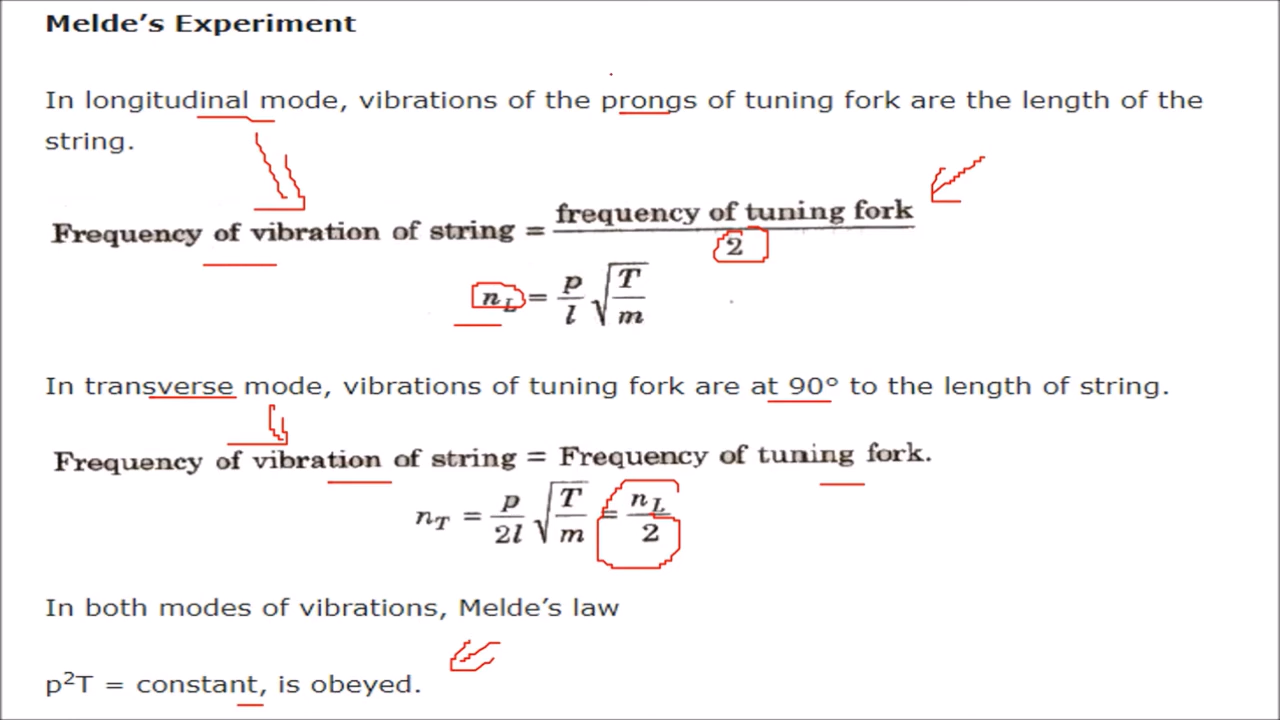 Melde's Experiment
In longitudinal mode, vibrations of the prongs of tuning fork are the length of the
string.
Frequency of vibration of string = frequency of tuning fork / 2
n_L = p/l √(T/m)
In transverse mode, vibrations of tuning fork are at 90° to the length of string.
Frequency of vibration of string = Frequency of tuning fork.
n_T = p/2l √(T/m) = n_L/2
In both modes of vibrations, Melde's law
p²T = constant, is obeyed.